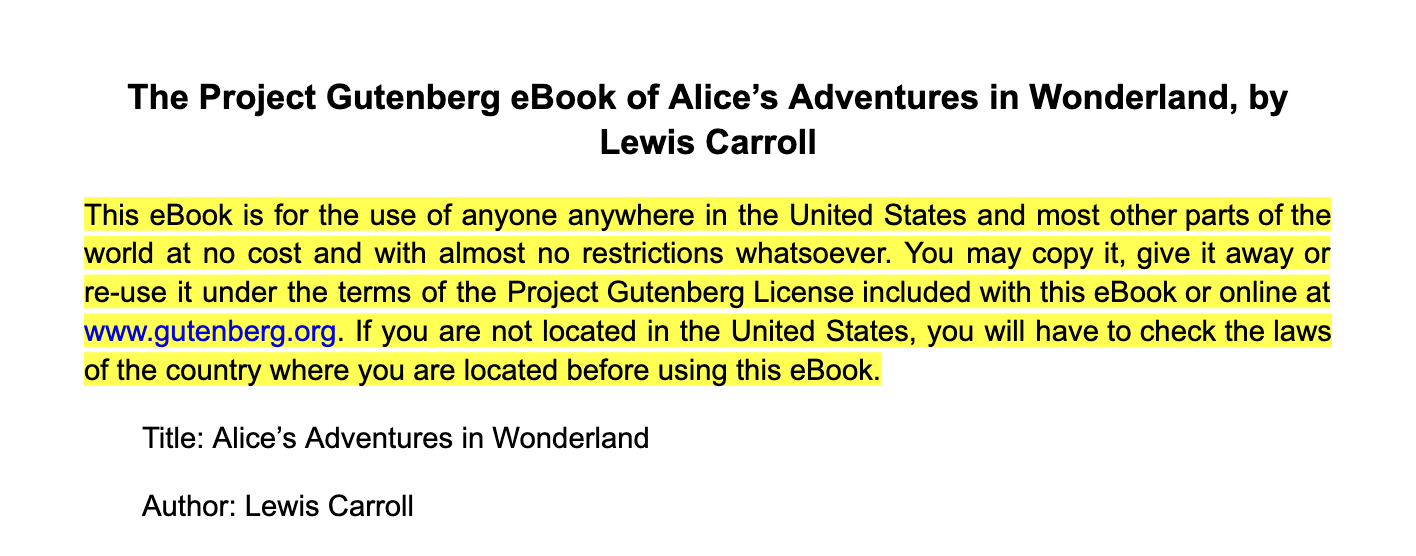 The Project Gutenberg eBook of Alice’s Adventures in Wonderland, by
Lewis Carroll
This eBook is for the use of anyone anywhere in the United States and most other parts of the
world at no cost and with almost no restrictions whatsoever. You may copy it, give it away or
re-use it under the terms of the Project Gutenberg License included with this eBook or online at
www.gutenberg.org. If you are not located in the United States, you will have to check the laws
of the country where you are located before using this eBook.
Title: Alice’s Adventures in Wonderland
Author: Lewis Carroll